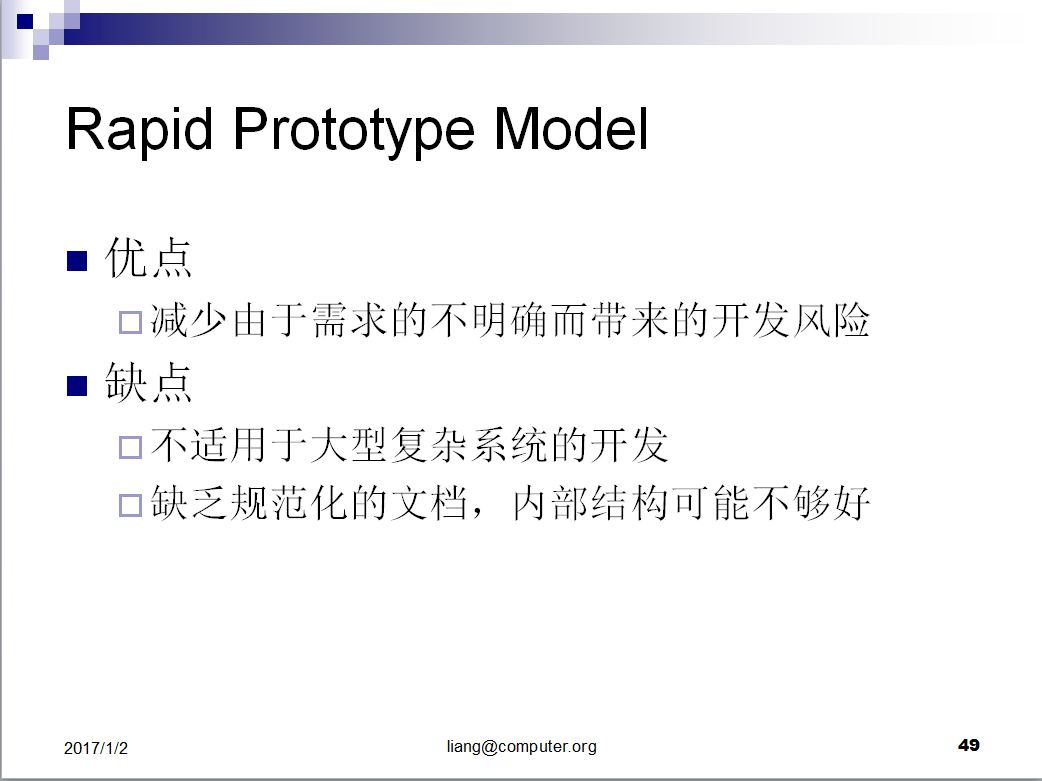 Rapid Prototype Model
优点
减少由于需求的不明确而带来的开发风险
缺点
不适用于大型复杂系统的开发
缺乏规范化的文档，内部结构可能不够好
2017/1/2
liang@computer.org
49